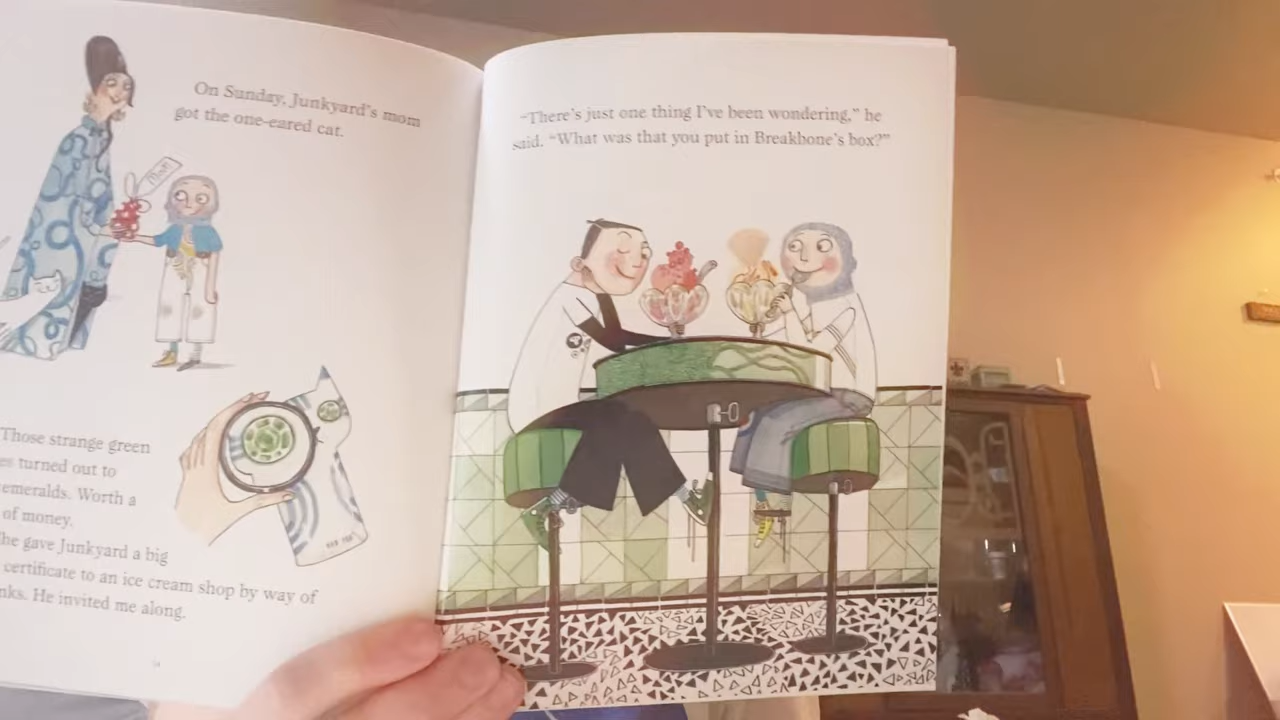 On Sunday, Junkyard's mom
got the one-eared cat.
Mom
Those strange green
turned out to
emeralds. Worth a
of money.
he gave Junkyard a big
certificate to an ice cream shop by way of
He invited me along.
"There's just one thing I've been wondering," he
said. "What was that you put in Breakbone's box?"